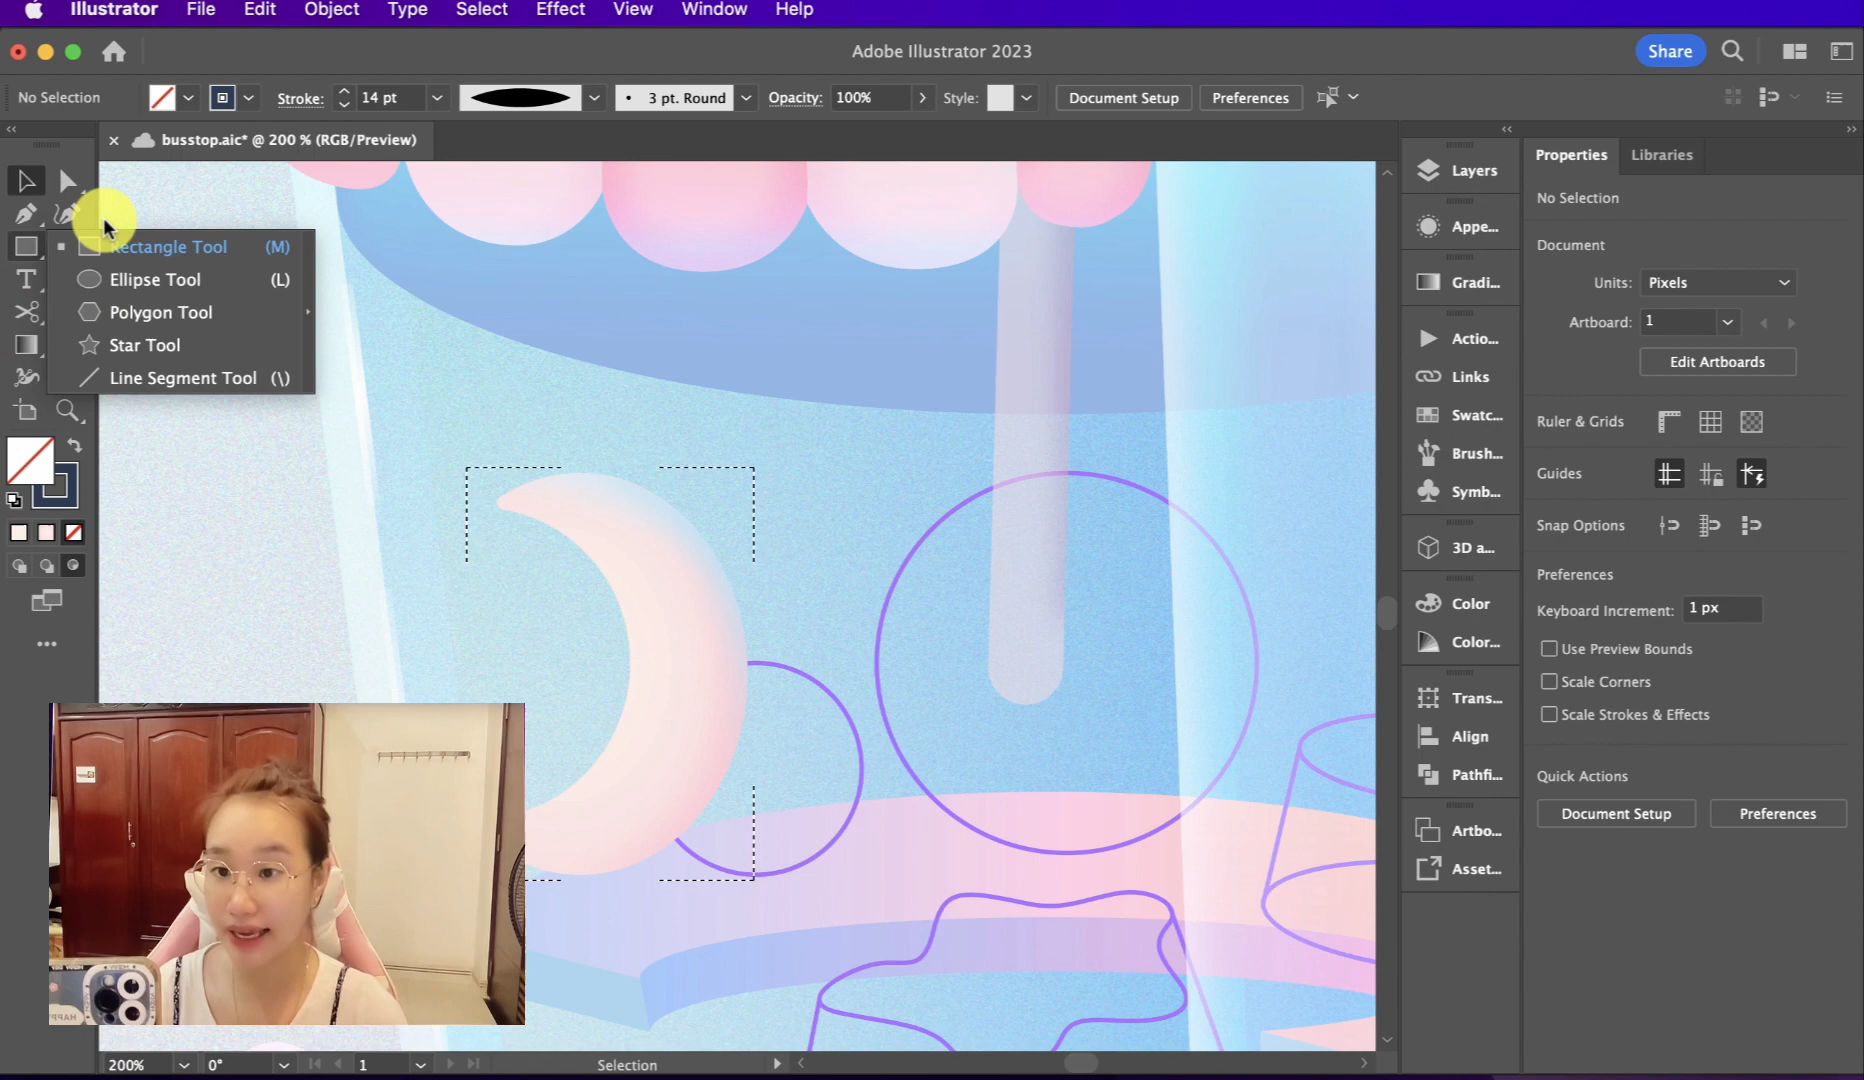 Illustrator File Edit Object Type Select Effect View Window Help
Adobe Illustrator 2023
Share
No Selection
Stroke:
14 pt
3 pt. Round
Opacity:
100%
Style:
Document Setup
Preferences
busstop.aic* @ 200 % (RGB/Preview)
Rectangle Tool (M)
Ellipse Tool (L)
Polygon Tool
Star Tool
Line Segment Tool (\)
Layers
Appe...
Gradi...
Actio...
Links
Swatc...
Brush...
Symb...
3D a...
Color
Color...
Trans...
Align
Pathfi...
Artbo...
Asset...
Properties
Libraries
No Selection
Document
Units:
Pixels
Artboard:
1
Edit Artboards
Ruler & Grids
Guides
Snap Options
Preferences
Keyboard Increment:
1 px
Use Preview Bounds
Scale Corners
Scale Strokes & Effects
Quick Actions
Document Setup
Preferences
200%
0°
1
Selection